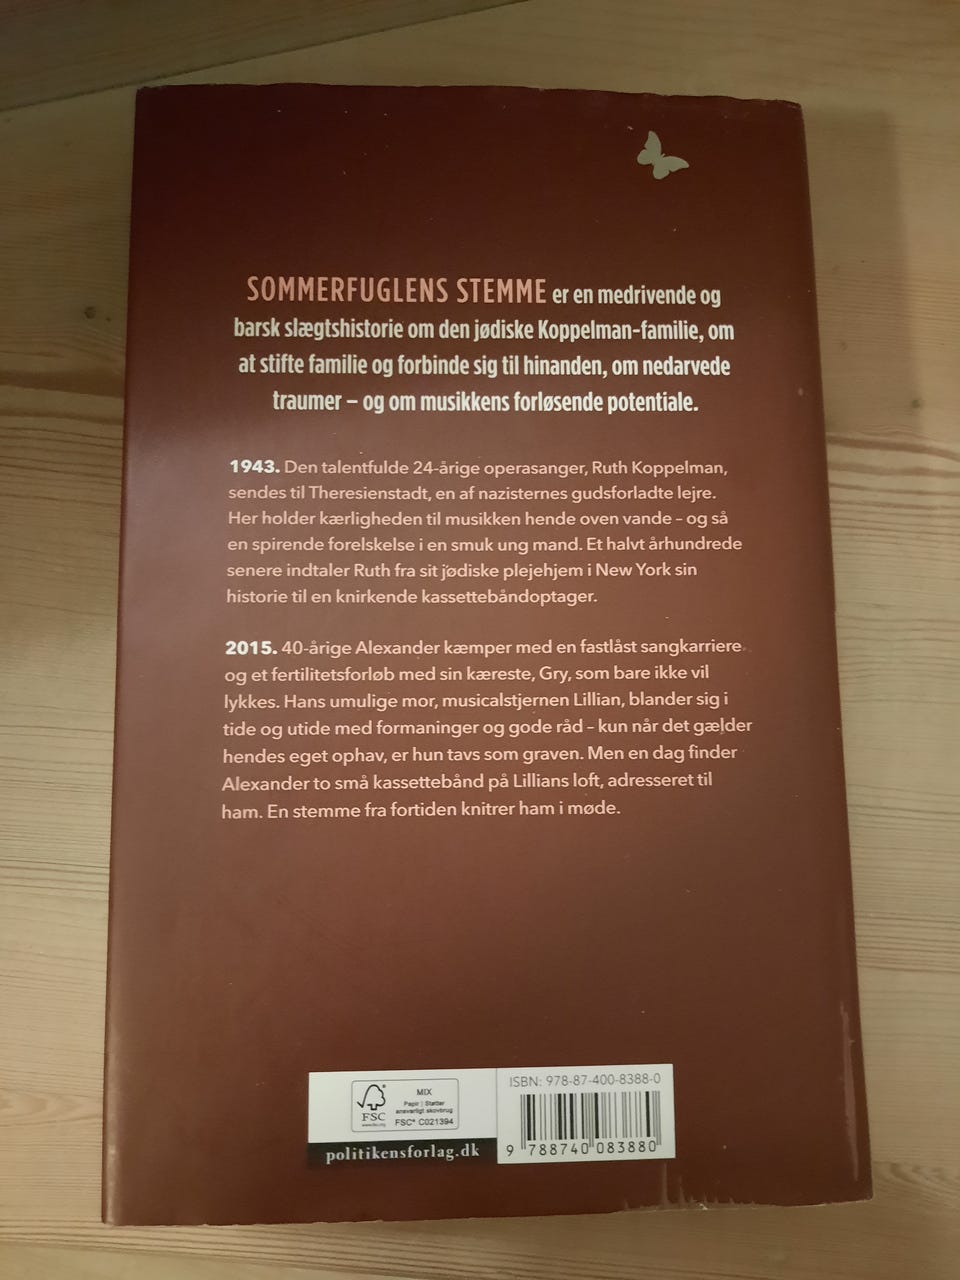 SOMMERFUGLENS STEMME er en medrivende og
barsk slægtshistorie om den jødiske Koppelman-familie, om
at stifte familie og forbinde sig til hinanden, om nedarvede
traumer – og om musikkens forløsende potentiale.
1943. Den talentfulde 24-årige operasanger, Ruth Koppelman,
sendes til Theresienstadt, en af nazisternes gudsforladte lejre.
Her holder kærligheden til musikken hende oven vande – og så
en spirende forelskelse i en smuk ung mand. Et halvt århundrede
senere indtaler Ruth fra sit jødiske plejehjem i New York sin
historie til en knirkende kassettebåndoptager.
2015. 40-årige Alexander kæmper med en fastlåst sangkarriere
og et fertilitetsforløb med sin kæreste, Gry, som bare ikke vil
lykkes. Hans umulige mor, musicalstjernen Lillian, blander sig i
tide og utide med formaninger og gode råd – kun når det gælder
hendes eget ophav, er hun tavs som graven. Men en dag finder
Alexander to små kassettebånd på Lillians loft, adresseret til
ham. En stemme fra fortiden knitrer ham i møde.
FSC
www.fsc.org
MIX
Papir | Støtter
ansvarligt skovbrug
FSC® C021394
politikensforlag.dk
ISBN: 978-87-400-8388-0
9 788740 083880